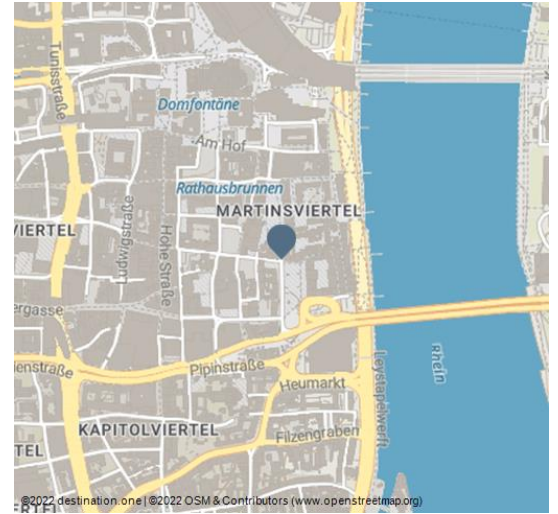 Tunisstraße
Domfontäne
Am Hof
Rathausbrunnen
MARTINSVIERTEL
VIERTEL
Ludwigstraße
Hohe Straße
ergasse
Pipinstraße
ienstraße
Heumarkt
Leystapelwerft
Rhein
KAPITOLVIERTEL
Filzengraben
TEL
©2022 destination.one | ©2022 OSM & Contributors (www.openstreetmap.org)